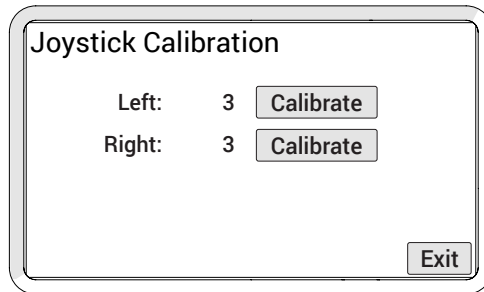 Joystick Calibration
Left: 3 Calibrate
Right: 3 Calibrate
Exit